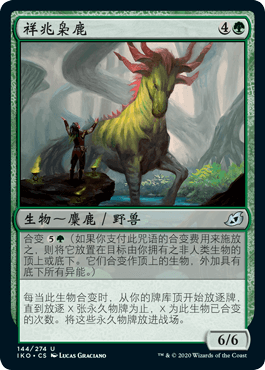 祥兆枭鹿 4
生物～麋鹿／野兽
合变5（如果你支付此咒语的合变费用来施放
之，则将它放置在目标由你拥有之非人类生物的
顶上或底下。它们合变作顶上的生物，外加具有
底下所有异能。）
每当此生物合变时，从你的牌库顶开始放逐牌，
直到放逐 X 张永久物牌为止，X 为此生物已合变
的次数。将这些永久物牌放进战场。
6/6
144/274 U
IKO • CS LUCAS GRACIANO
™ & © 2020 Wizards of the Coast